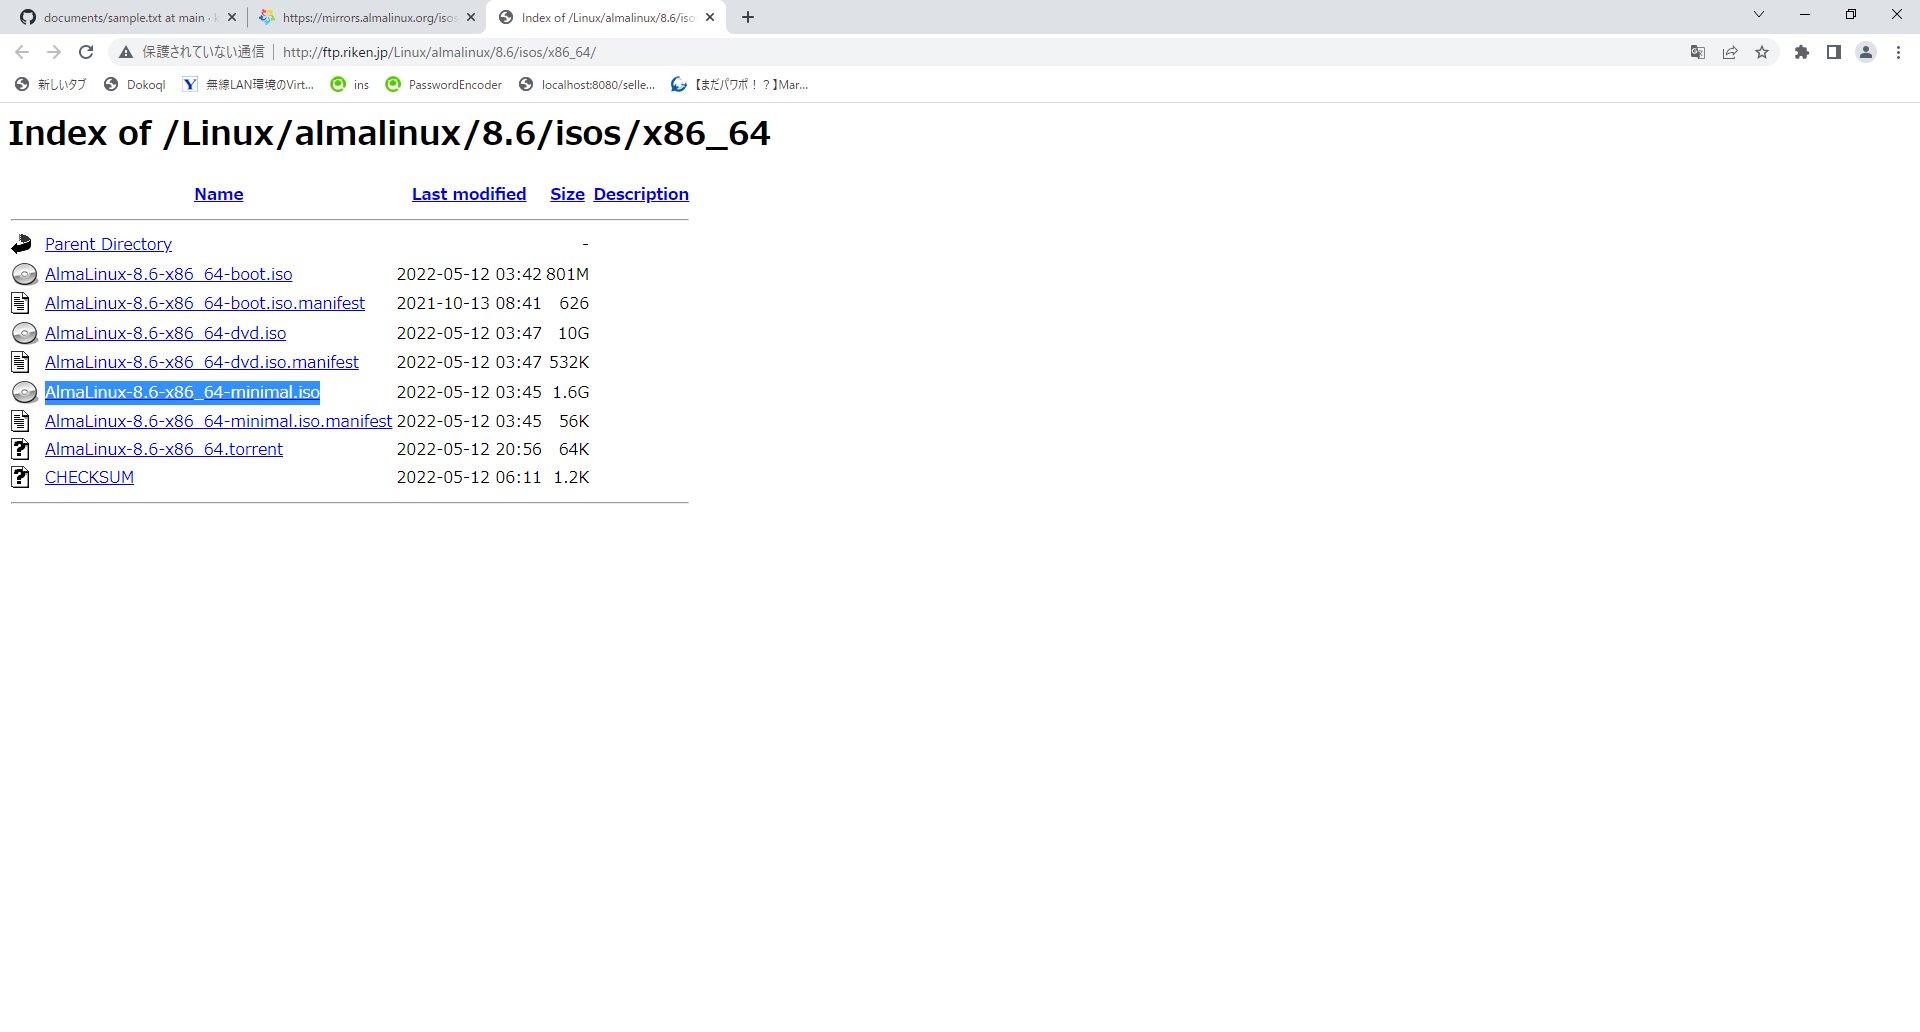 documents/sample.txt at main · k
https://mirrors.almalinux.org/isos
Index of /Linux/almalinux/8.6/iso
保護されていない通信 http://ftp.riken.jp/Linux/almalinux/8.6/isos/x86_64/
新しいタブ Dokoql 無線LAN環境のVirt... ins PasswordEncoder localhost:8080/selle... 【まだパワポ！？】Mar...
Index of /Linux/almalinux/8.6/isos/x86_64
Name Last modified Size Description
Parent Directory -
AlmaLinux-8.6-x86_64-boot.iso 2022-05-12 03:42 801M
AlmaLinux-8.6-x86_64-boot.iso.manifest 2021-10-13 08:41 626
AlmaLinux-8.6-x86_64-dvd.iso 2022-05-12 03:47 10G
AlmaLinux-8.6-x86_64-dvd.iso.manifest 2022-05-12 03:47 532K
AlmaLinux-8.6-x86_64-minimal.iso 2022-05-12 03:45 1.6G
AlmaLinux-8.6-x86_64-minimal.iso.manifest 2022-05-12 03:45 56K
AlmaLinux-8.6-x86_64.torrent 2022-05-12 20:56 64K
CHECKSUM 2022-05-12 06:11 1.2K